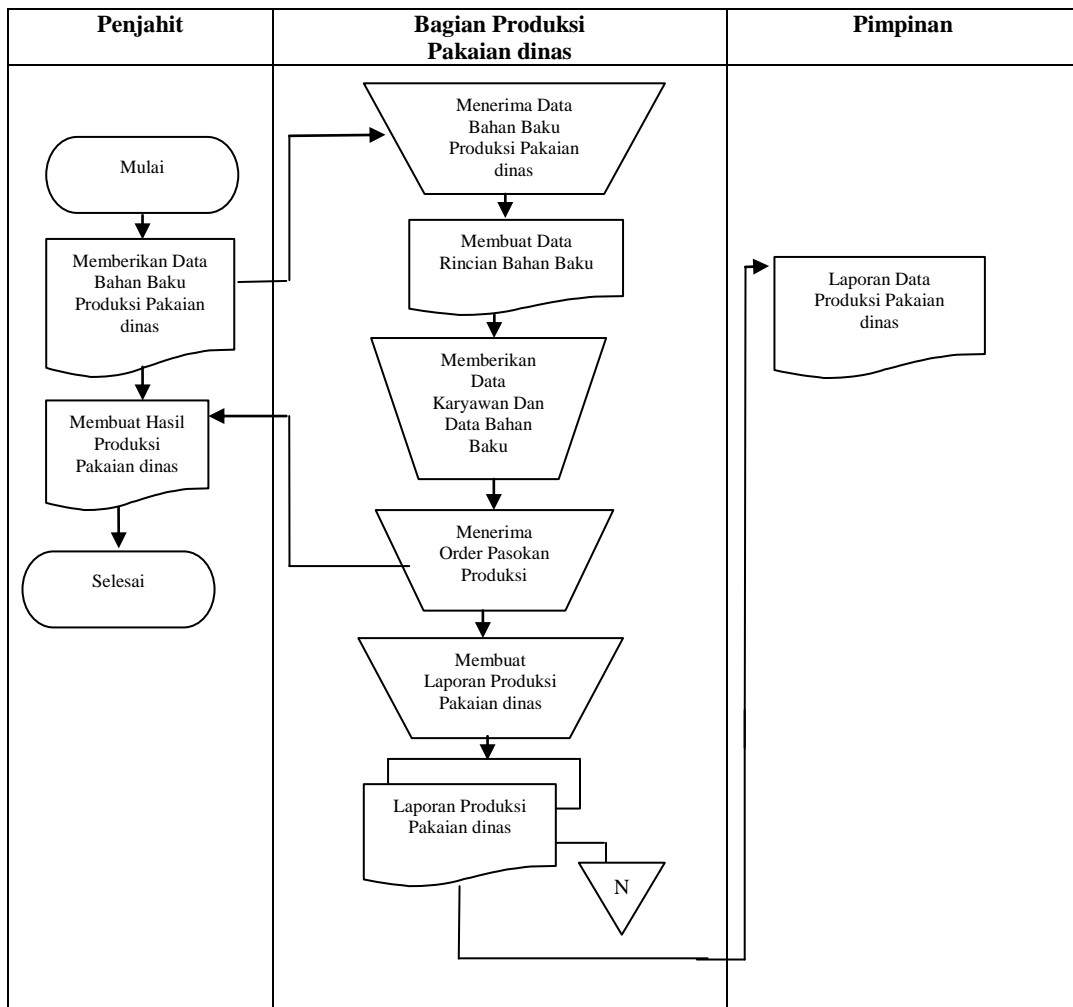 Penjahit
Bagian Produksi
Pakaian dinas
Pimpinan
Mulai
Memberikan Data
Bahan Baku
Produksi Pakaian
dinas
Membuat Hasil
Produksi
Pakaian dinas
Selesai
Menerima Data
Bahan Baku
Produksi Pakaian
dinas
Membuat Data
Rincian Bahan Baku
Memberikan
Data
Karyawan Dan
Data Bahan
Baku
Menerima
Order Pasokan
Produksi
Membuat
Laporan Produksi
Pakaian dinas
Laporan Produksi
Pakaian dinas
N
Laporan Data
Produksi Pakaian
dinas